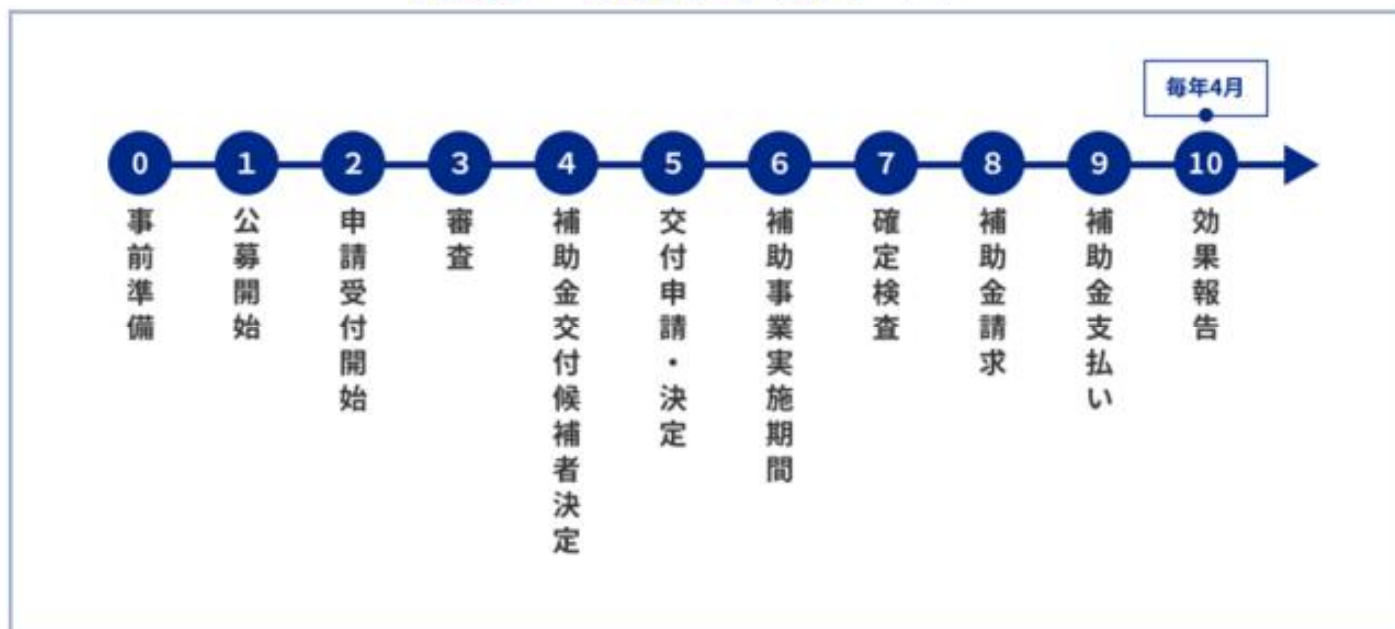 毎年4月
0
事前準備
1
公募開始
2
申請受付開始
3
審査
4
補助金交付候補者決定
5
交付申請・決定
6
補助事業実施期間
7
確定検査
8
補助金請求
9
補助金支払い
10
効果報告